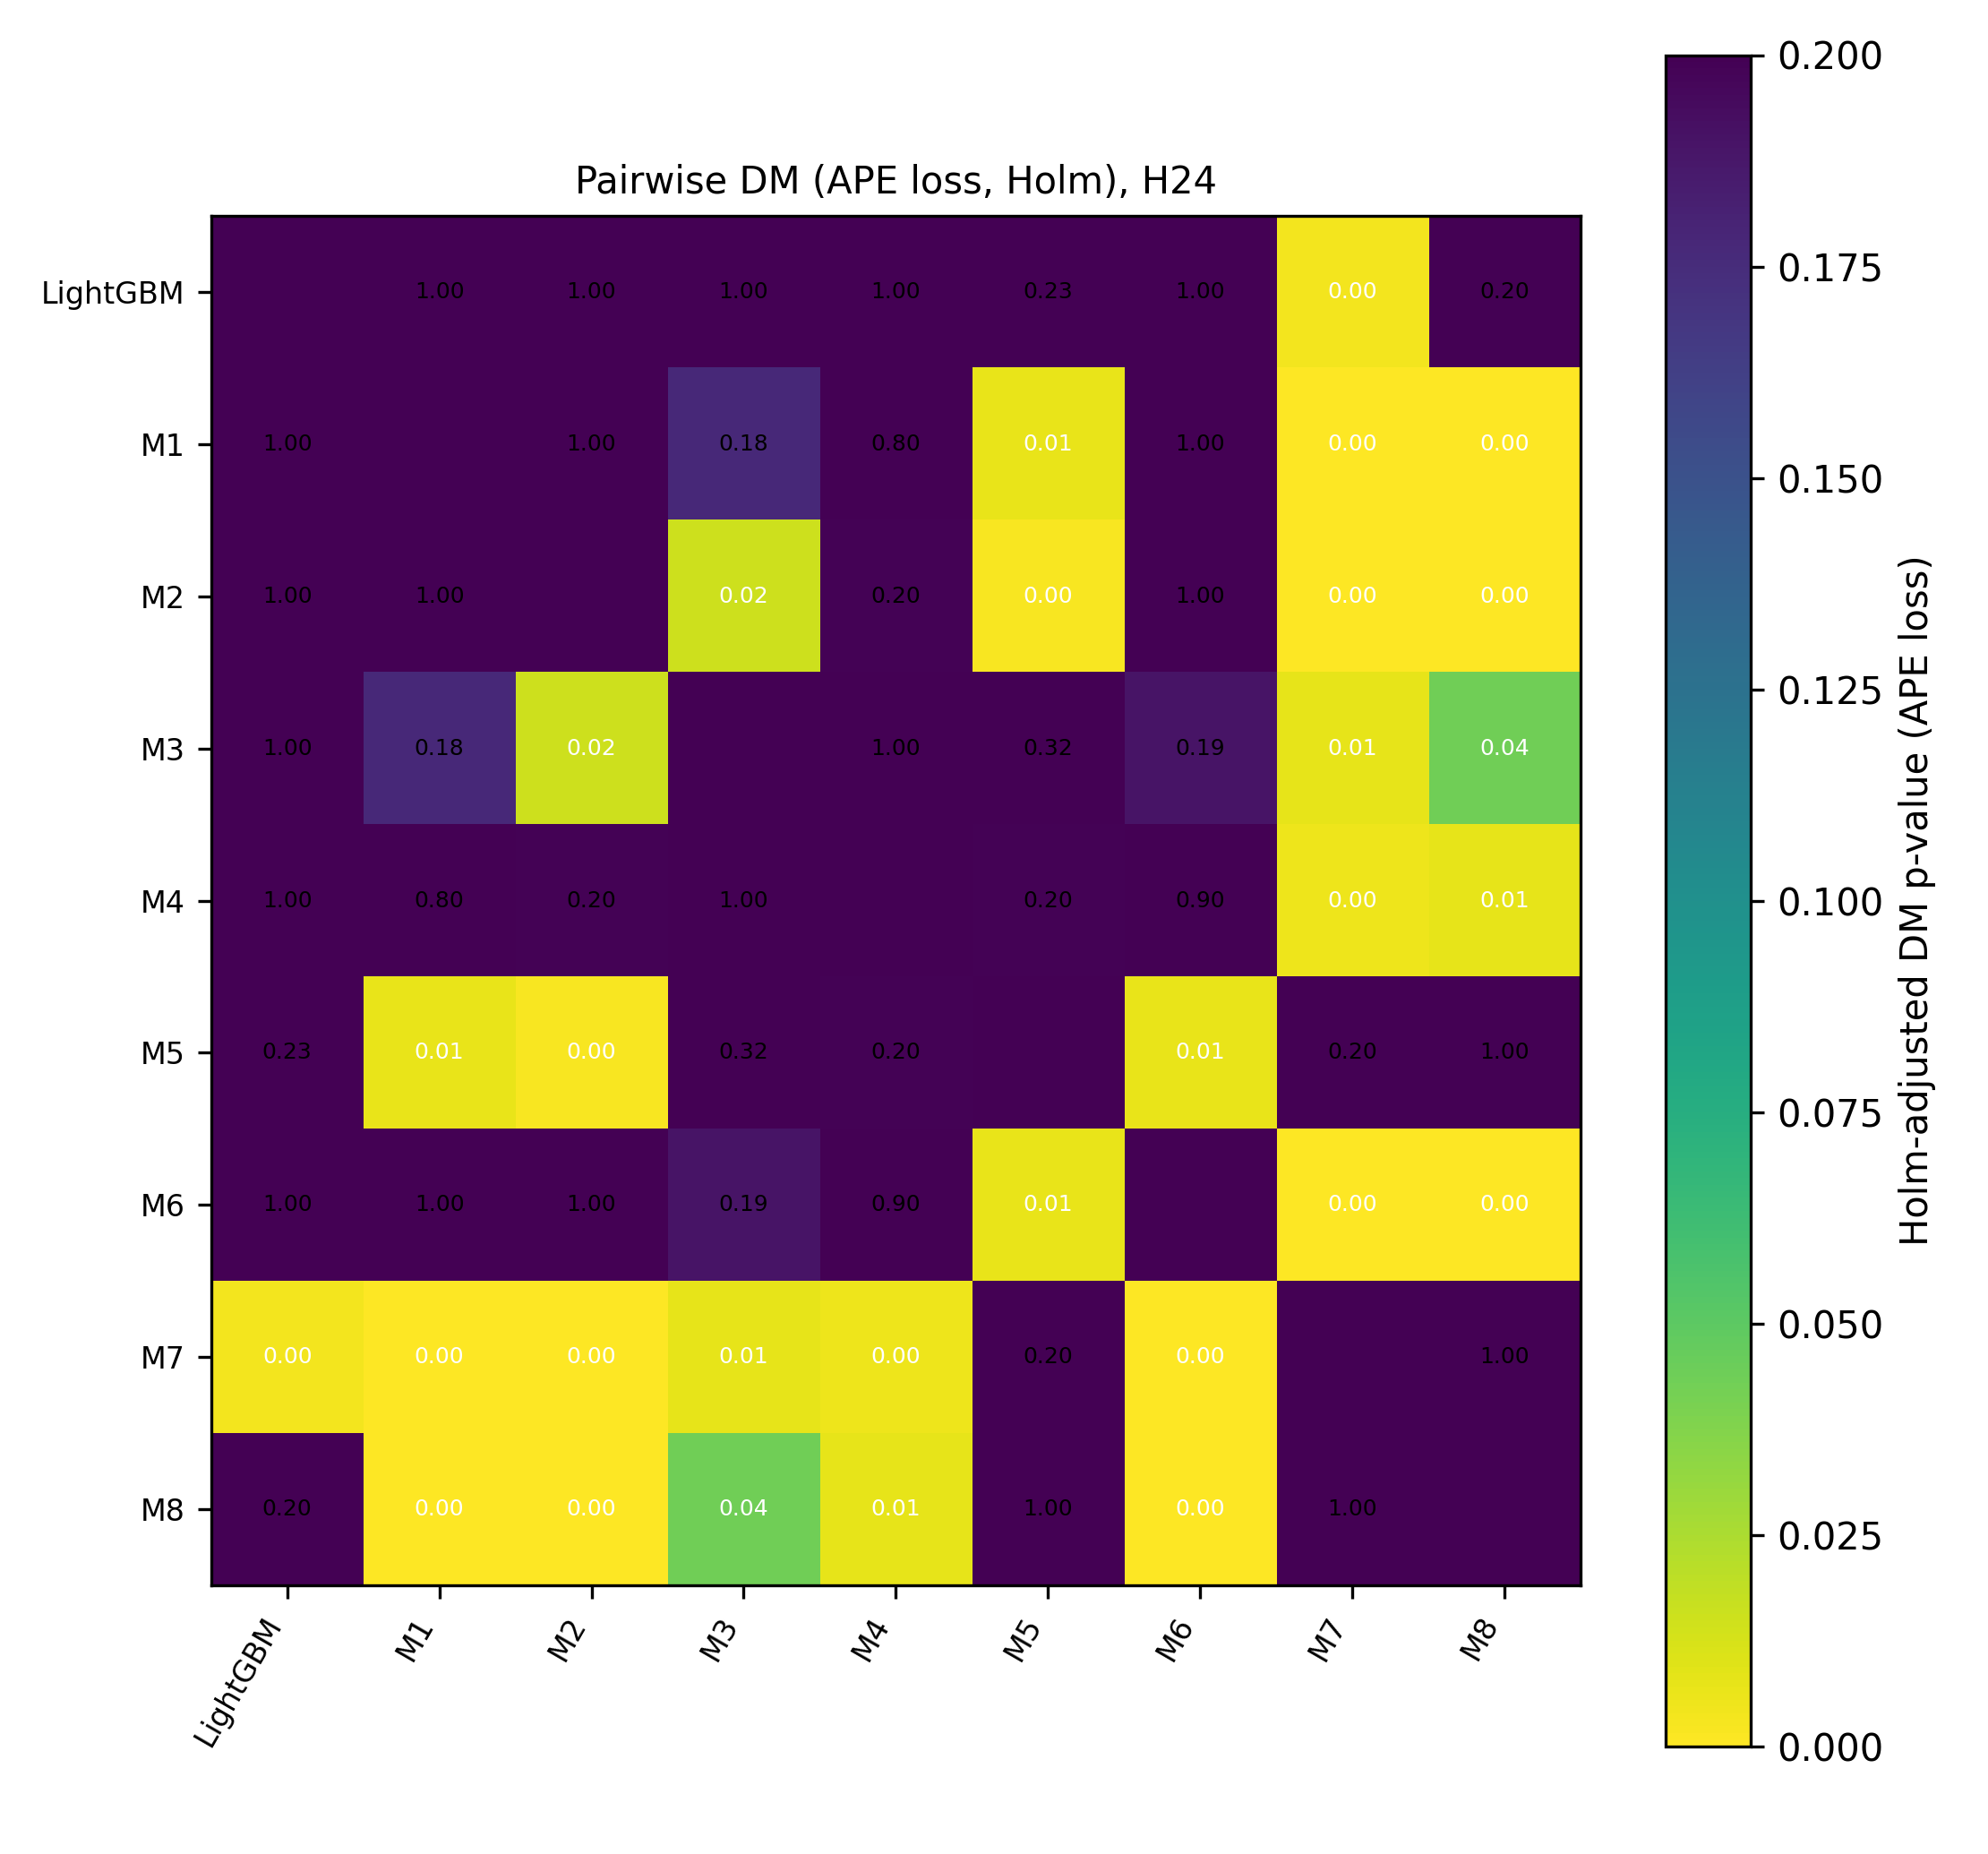 Pairwise DM (APE loss, Holm), H24
LightGBM 1.00 1.00 1.00 1.00 0.23 1.00 0.00 0.20
M1 1.00 1.00 0.18 0.80 0.01 1.00 0.00 0.00
M2 1.00 1.00 0.02 0.20 0.00 1.00 0.00 0.00
M3 1.00 0.18 0.02 1.00 0.32 0.19 0.01 0.04
M4 1.00 0.80 0.20 1.00 0.20 0.90 0.00 0.01
M5 0.23 0.01 0.00 0.32 0.20 0.01 0.20 1.00
M6 1.00 1.00 1.00 0.19 0.90 0.01 0.00 0.00
M7 0.00 0.00 0.00 0.01 0.00 0.20 0.00 1.00
M8 0.20 0.00 0.00 0.04 0.01 1.00 0.00 1.00
LightGBM M1 M2 M3 M4 M5 M6 M7 M8
0.200
0.175
0.150
0.125
0.100
0.075
0.050
0.025
0.000
Holm-adjusted DM p-value (APE loss)